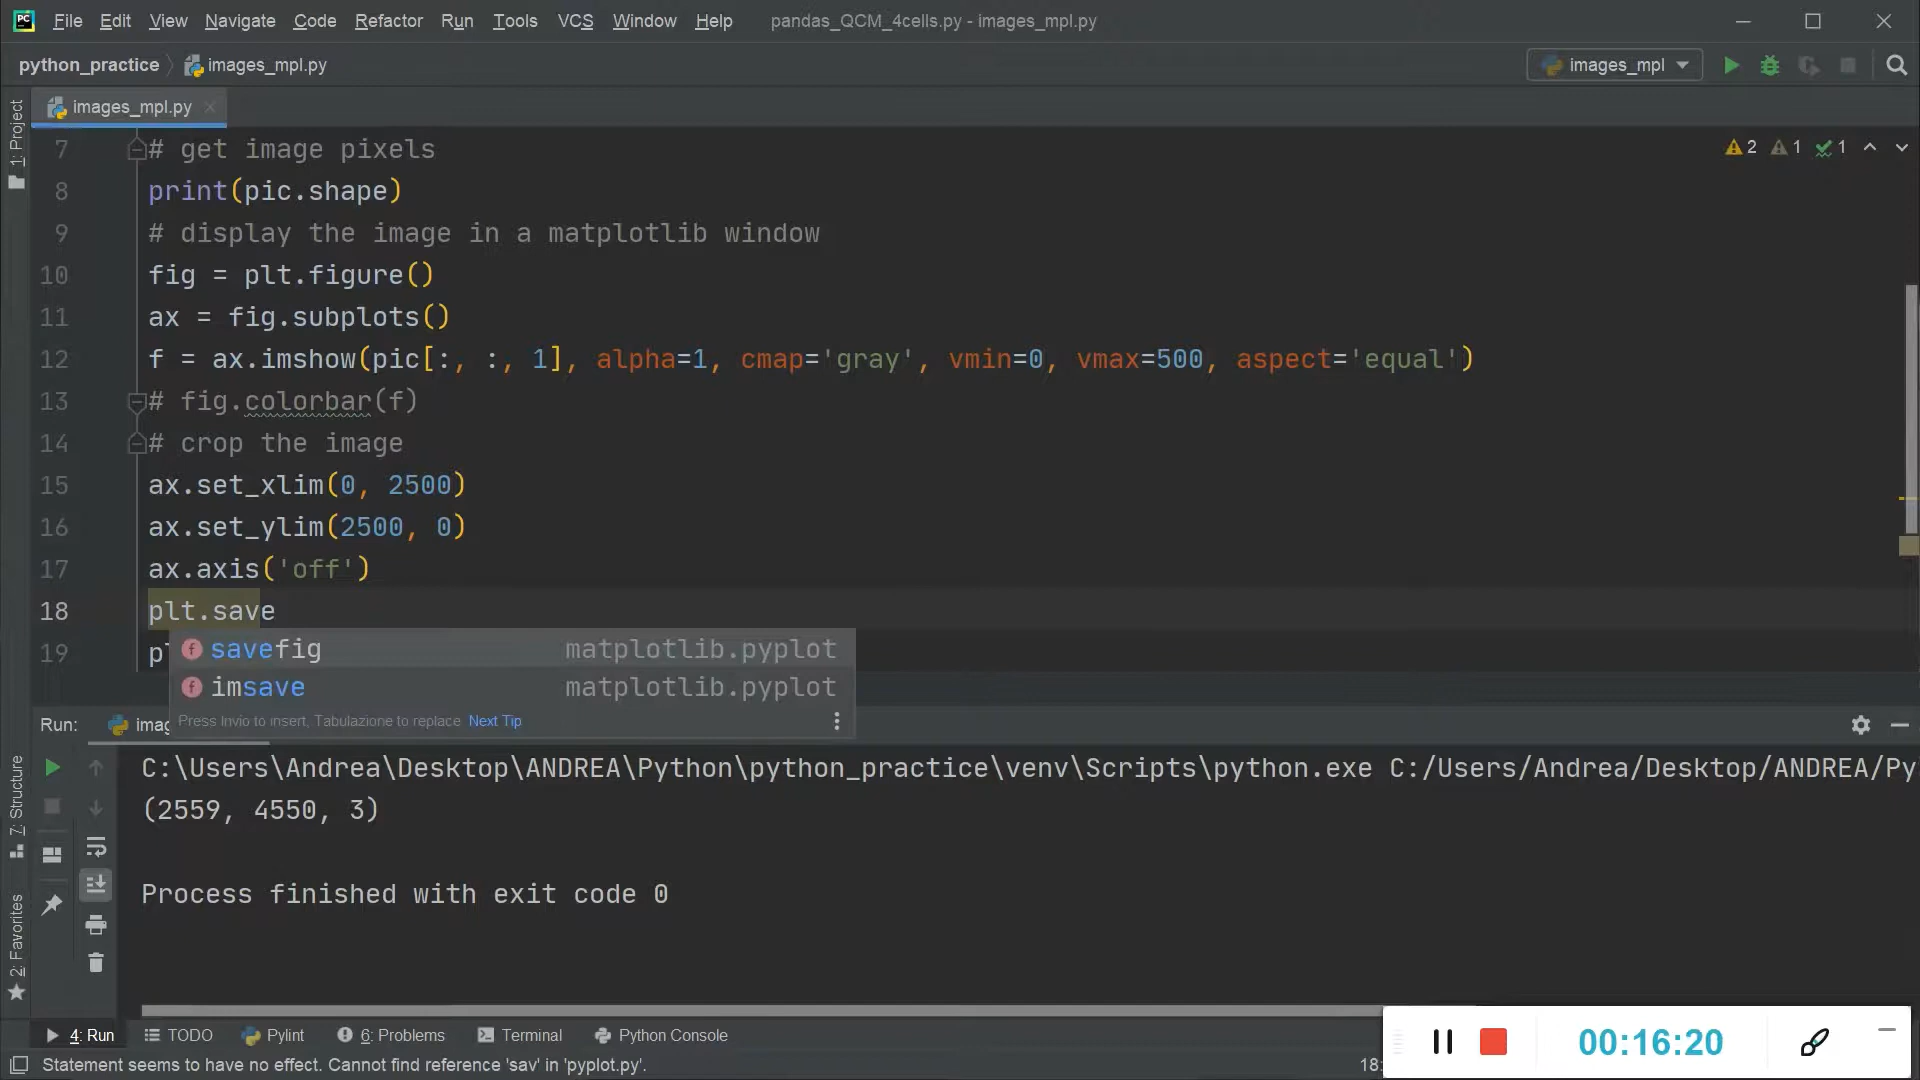 File Edit View Navigate Code Refactor Run Tools VCS Window Help pandas_QCM_4cells.py - images_mpl.py
python_practice images_mpl.py images_mpl
images_mpl.py
1: Project
7 # get image pixels
2 1 1
8 print(pic.shape)
9 # display the image in a matplotlib window
10 fig = plt.figure()
11 ax = fig.subplots()
12 f = ax.imshow(pic[:, :, 1], alpha=1, cmap='gray', vmin=0, vmax=500, aspect='equal')
13 # fig.colorbar(f)
14 # crop the image
15 ax.set_xlim(0, 2500)
16 ax.set_ylim(2500, 0)
17 ax.axis('off')
18 plt.save
19
savefig matplotlib.pyplot
imsave matplotlib.pyplot
Press Invio to insert, Tabulazione to replace Next Tip
Run:
C:\Users\Andrea\Desktop\ANDREA\Python\python_practice\venv\Scripts\python.exe C:/Users/Andrea/Desktop/ANDREA/Py
(2559, 4550, 3)
Process finished with exit code 0
7: Structure
2: Favorites
4: Run TODO Pylint 6: Problems Terminal Python Console
00:16:20
Statement seems to have no effect. Cannot find reference 'sav' in 'pyplot.py'.
18: